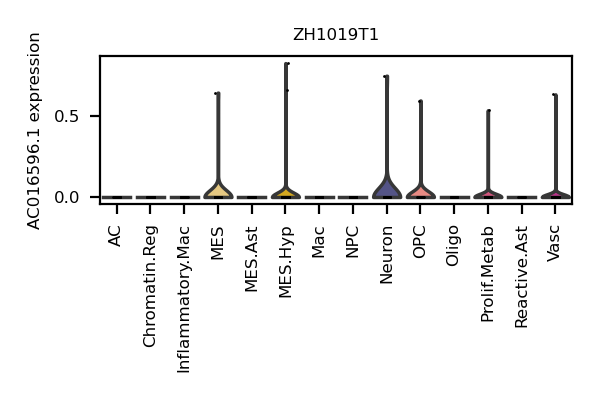 ZH1019T1
AC016596.1 expression
0.5
0.0
AC
Chromatin.Reg
Inflammatory.Mac
MES
MES.Ast
MES.Hyp
Mac
NPC
Neuron
OPC
Oligo
Prolif.Metab
Reactive.Ast
Vasc